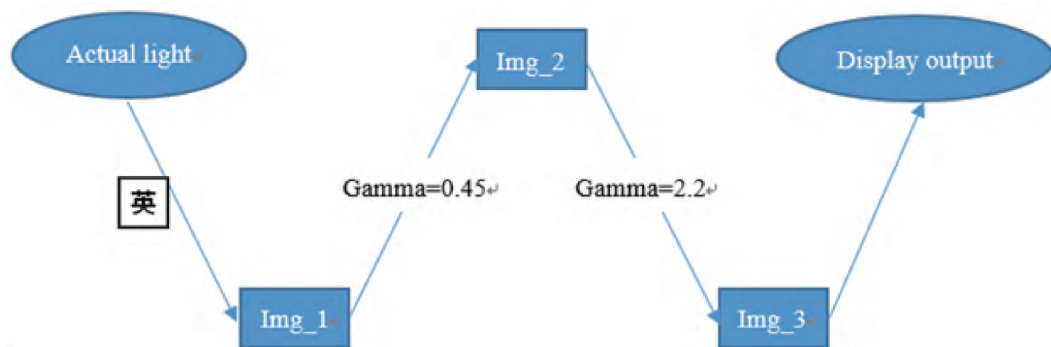 Actual light
Img_2
Display output
英
Gamma=0.45
Gamma=2.2
Img_1
Img_3